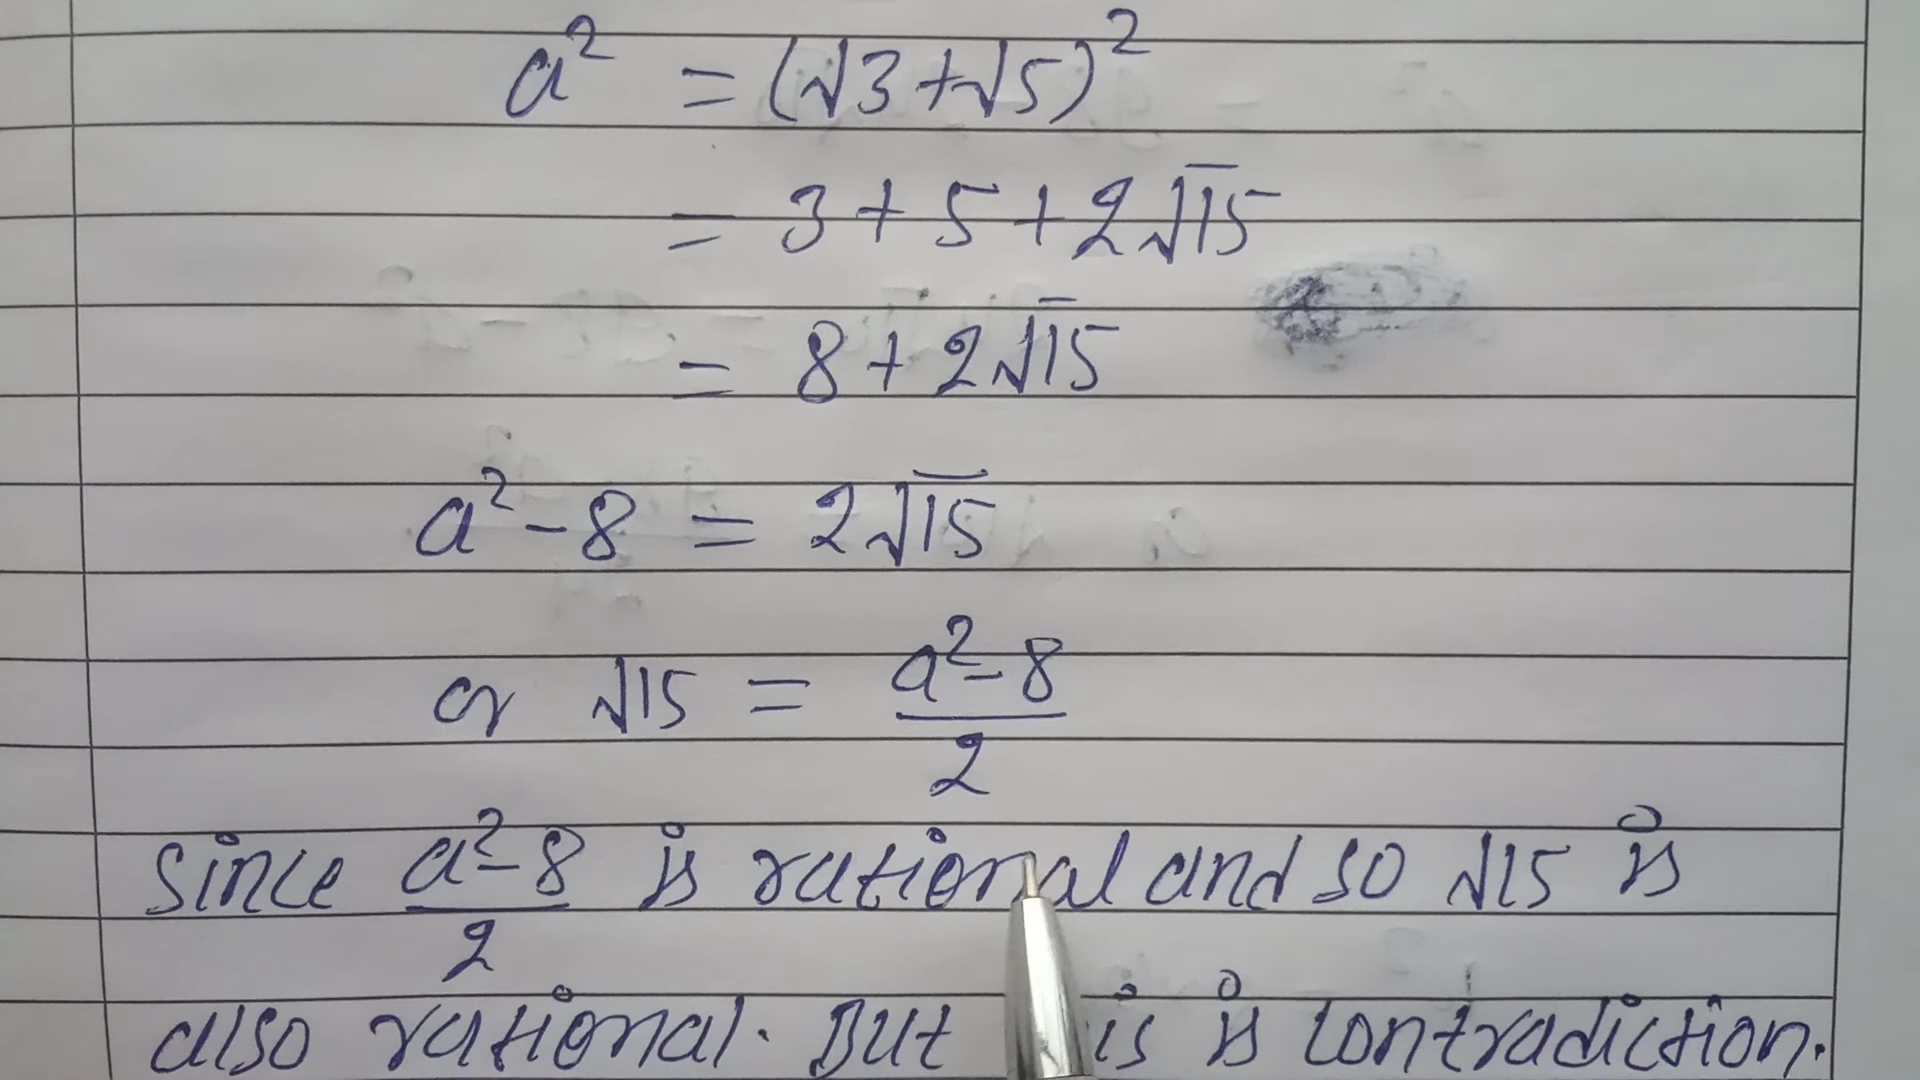 a² = (√3+√5)²
= 3 + 5 + 2√15
= 8 + 2√15
a² - 8 = 2√15
or √15 = (a² - 8)/2
Since (a² - 8)/2 is rational and so √15 is
also rational. But is is contradiction.